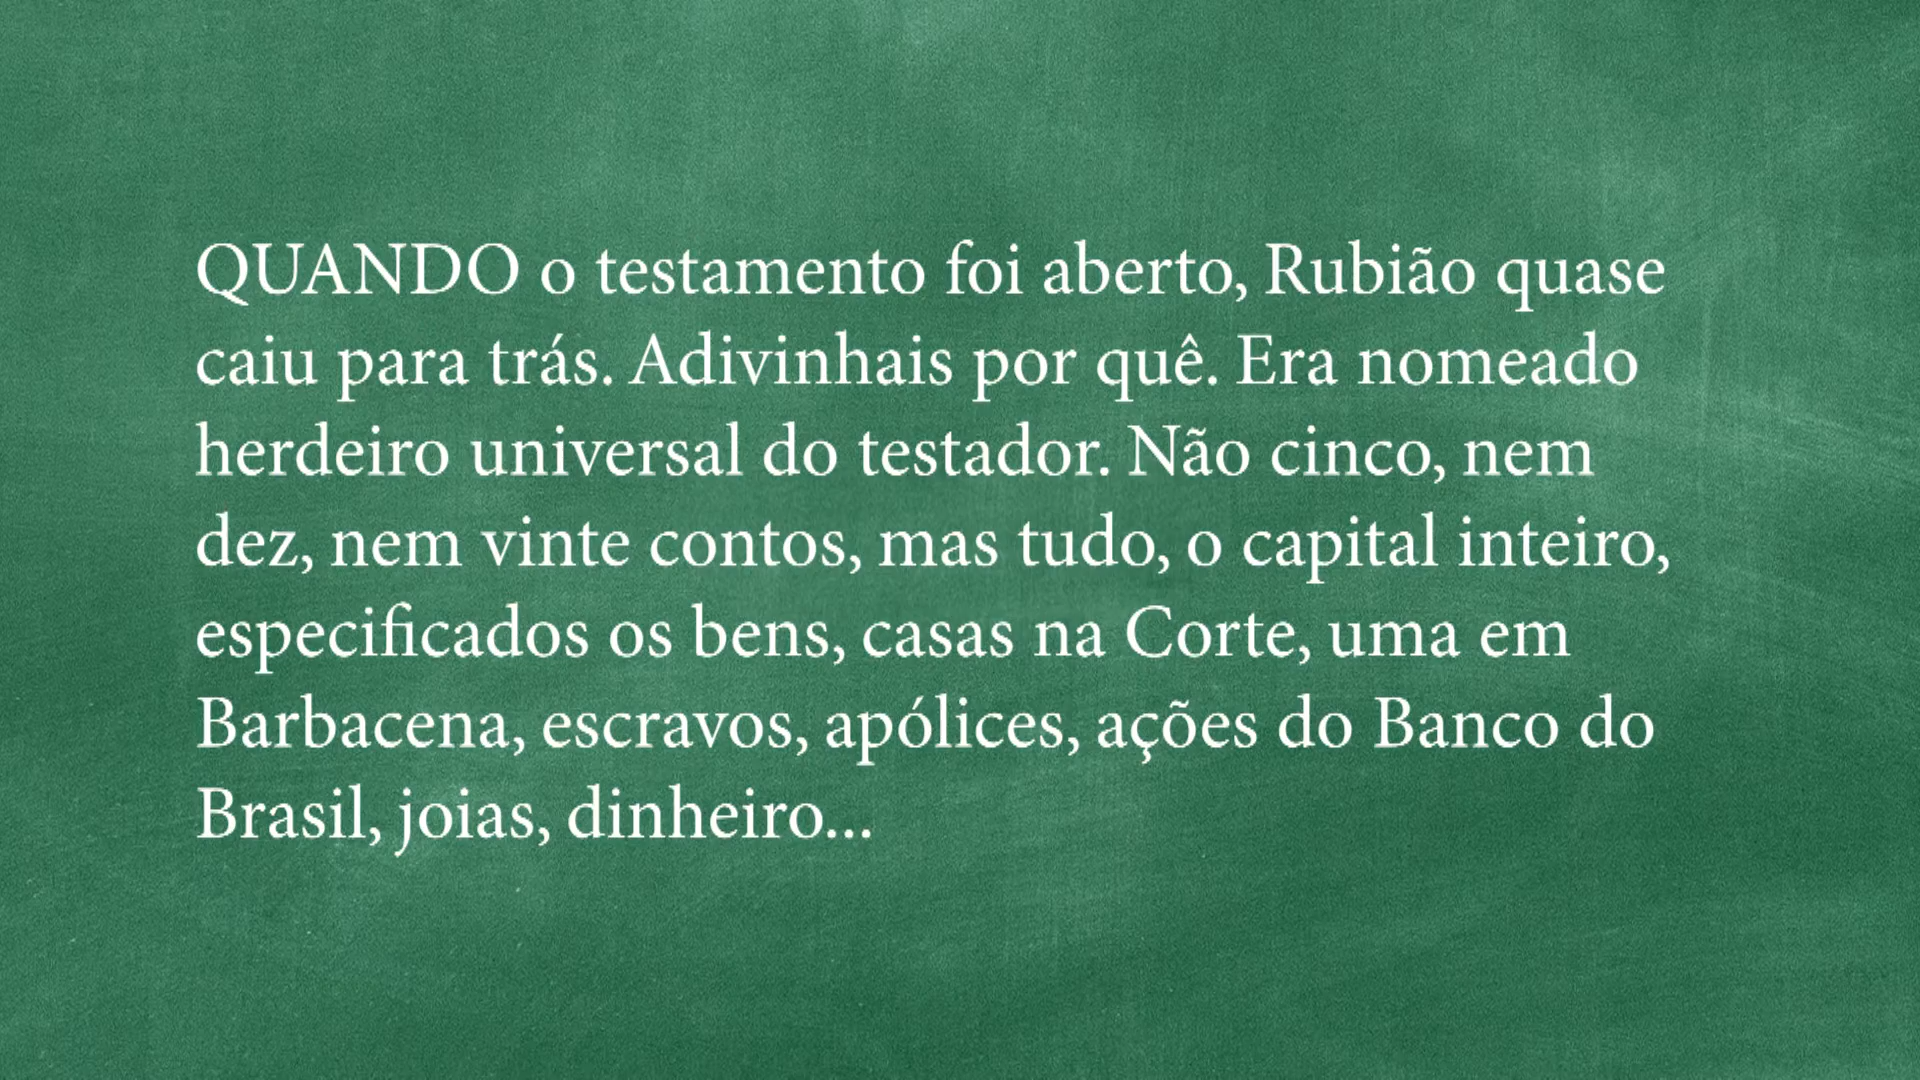 QUANDO o testamento foi aberto, Rubião quase
caiu para trás. Adivinhais por quê. Era nomeado
herdeiro universal do testador. Não cinco, nem
dez, nem vinte contos, mas tudo, o capital inteiro,
especificados os bens, casas na Corte, uma em
Barbacena, escravos, apólices, ações do Banco do
Brasil, joias, dinheiro...